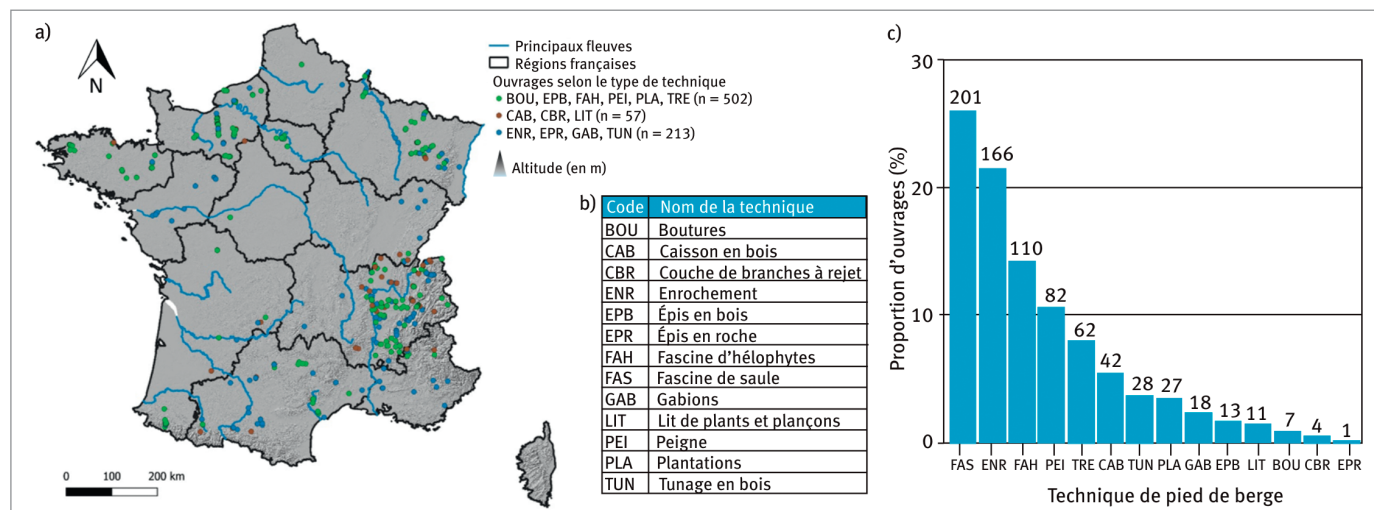 a)
N
Principaux fleuves
Régions françaises
Ouvrages selon le type de technique
BOU, EPB, FAH, PEI, PLA, TRE (n = 502)
CAB, CBR, LIT (n = 57)
ENR, EPR, GAB, TUN (n = 213)
Altitude (en m)
0 100 200 km
b)
Code Nom de la technique
BOU Boutures
CAB Caisson en bois
CBR Couche de branches à rejet
ENR Enrochement
EPB Épis en bois
EPR Épis en roche
FAH Fascine d'hélophytes
FAS Fascine de saule
GAB Gabions
LIT Lit de plants et plançons
PEI Peigne
PLA Plantations
TUN Tunage en bois
c)
Proportion d'ouvrages (%)
30
20
10
0
201 166 110 82 62 42 28 27 18 13 11 7 4 1
FAS ENR FAH PEI TRE CAB TUN PLA GAB EPB LIT BOU CBR EPR
Technique de pied de berge